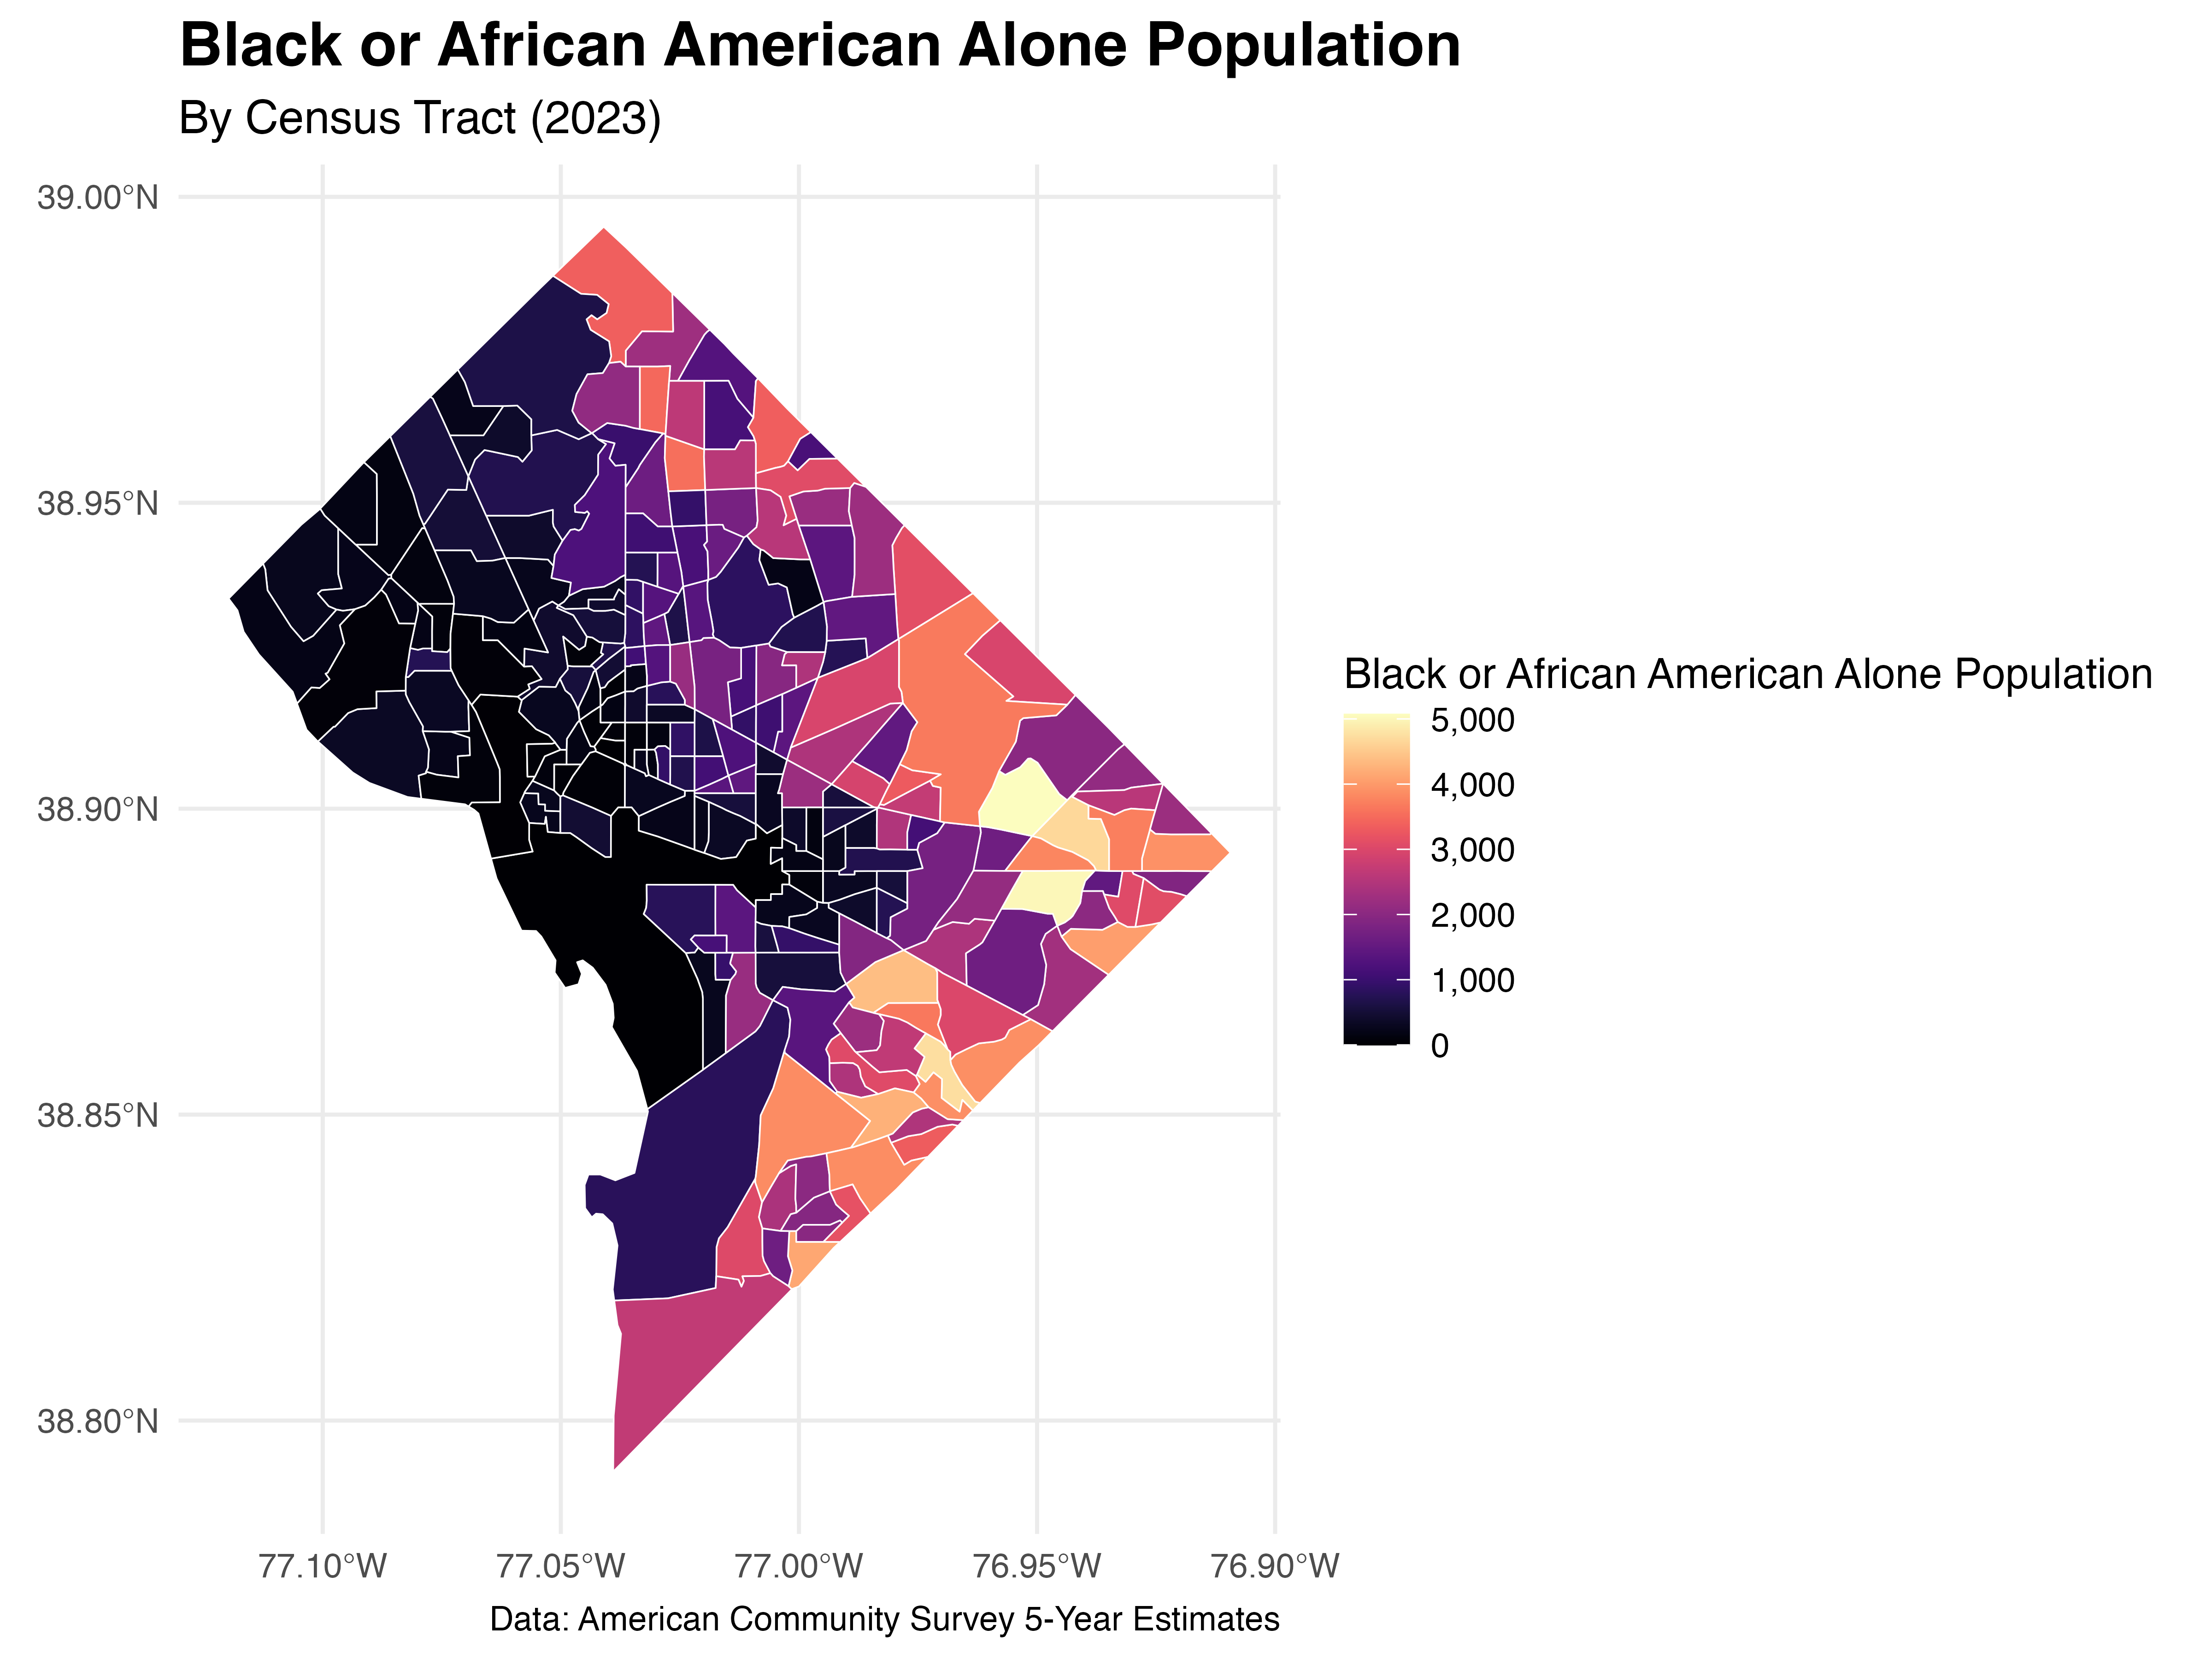 Black or African American Alone Population
By Census Tract (2023)
39.00°N
38.95°N
38.90°N
38.85°N
38.80°N
77.10°W
77.05°W
77.00°W
76.95°W
76.90°W
Black or African American Alone Population
5,000
4,000
3,000
2,000
1,000
0
Data: American Community Survey 5-Year Estimates